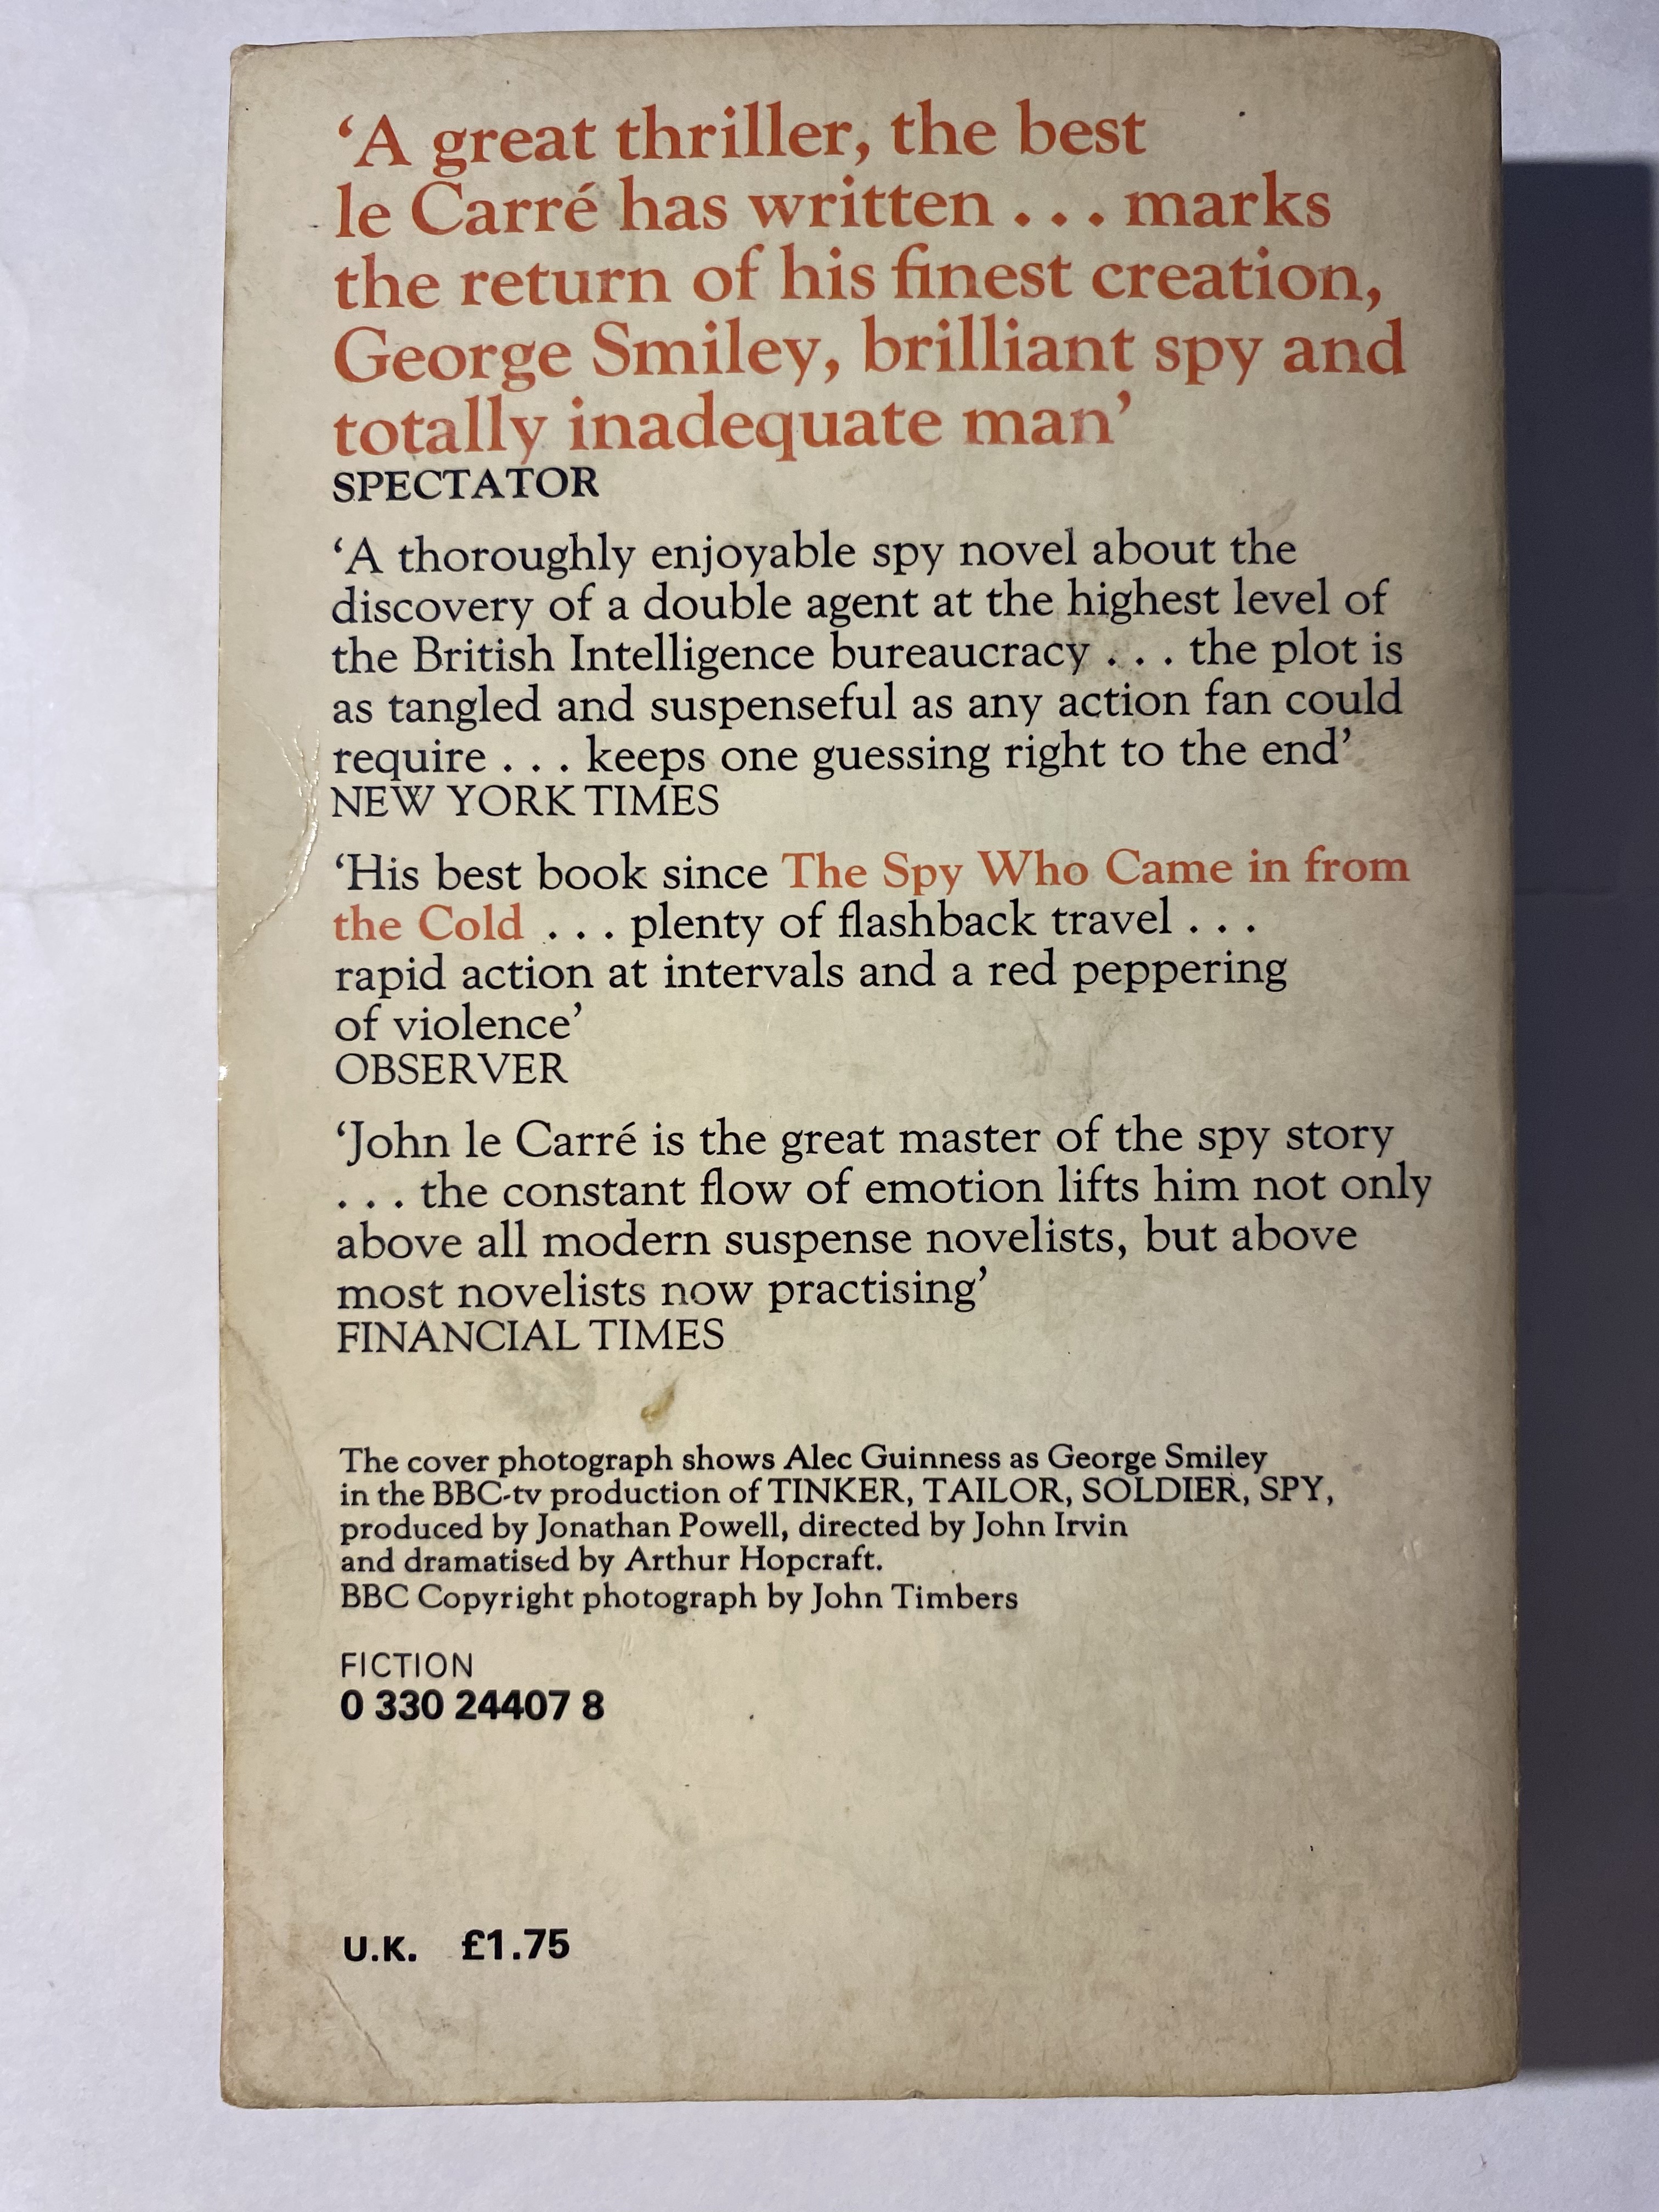 ‘A great thriller, the best
le Carré has written . . . marks
the return of his finest creation,
George Smiley, brilliant spy and
totally inadequate man’
SPECTATOR
‘A thoroughly enjoyable spy novel about the
discovery of a double agent at the highest level of
the British Intelligence bureaucracy . . . the plot is
as tangled and suspenseful as any action fan could
require . . . keeps one guessing right to the end’
NEW YORK TIMES
‘His best book since The Spy Who Came in from
the Cold . . . plenty of flashback travel . . .
rapid action at intervals and a red peppering
of violence’
OBSERVER
‘John le Carré is the great master of the spy story
. . . the constant flow of emotion lifts him not only
above all modern suspense novelists, but above
most novelists now practising’
FINANCIAL TIMES
The cover photograph shows Alec Guinness as George Smiley
in the BBC-tv production of TINKER, TAILOR, SOLDIER, SPY,
produced by Jonathan Powell, directed by John Irvin
and dramatised by Arthur Hopcraft.
BBC Copyright photograph by John Timbers
FICTION
0 330 24407 8
U.K. £1.75